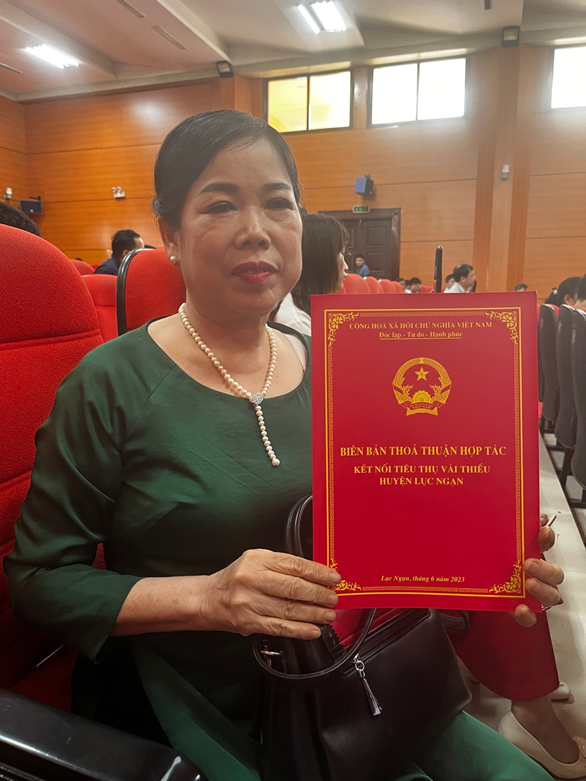 CỘNG HOÀ XÃ HỘI CHỦ NGHĨA VIỆT NAM
Độc lập - Tự do - Hạnh phúc
BIÊN BẢN THOẢ THUẬN HỢP TÁC
KẾT NỐI TIÊU THỤ VẢI THIỀU
HUYỆN LỤC NGẠN
Lục Ngạn, tháng 6 năm 2023